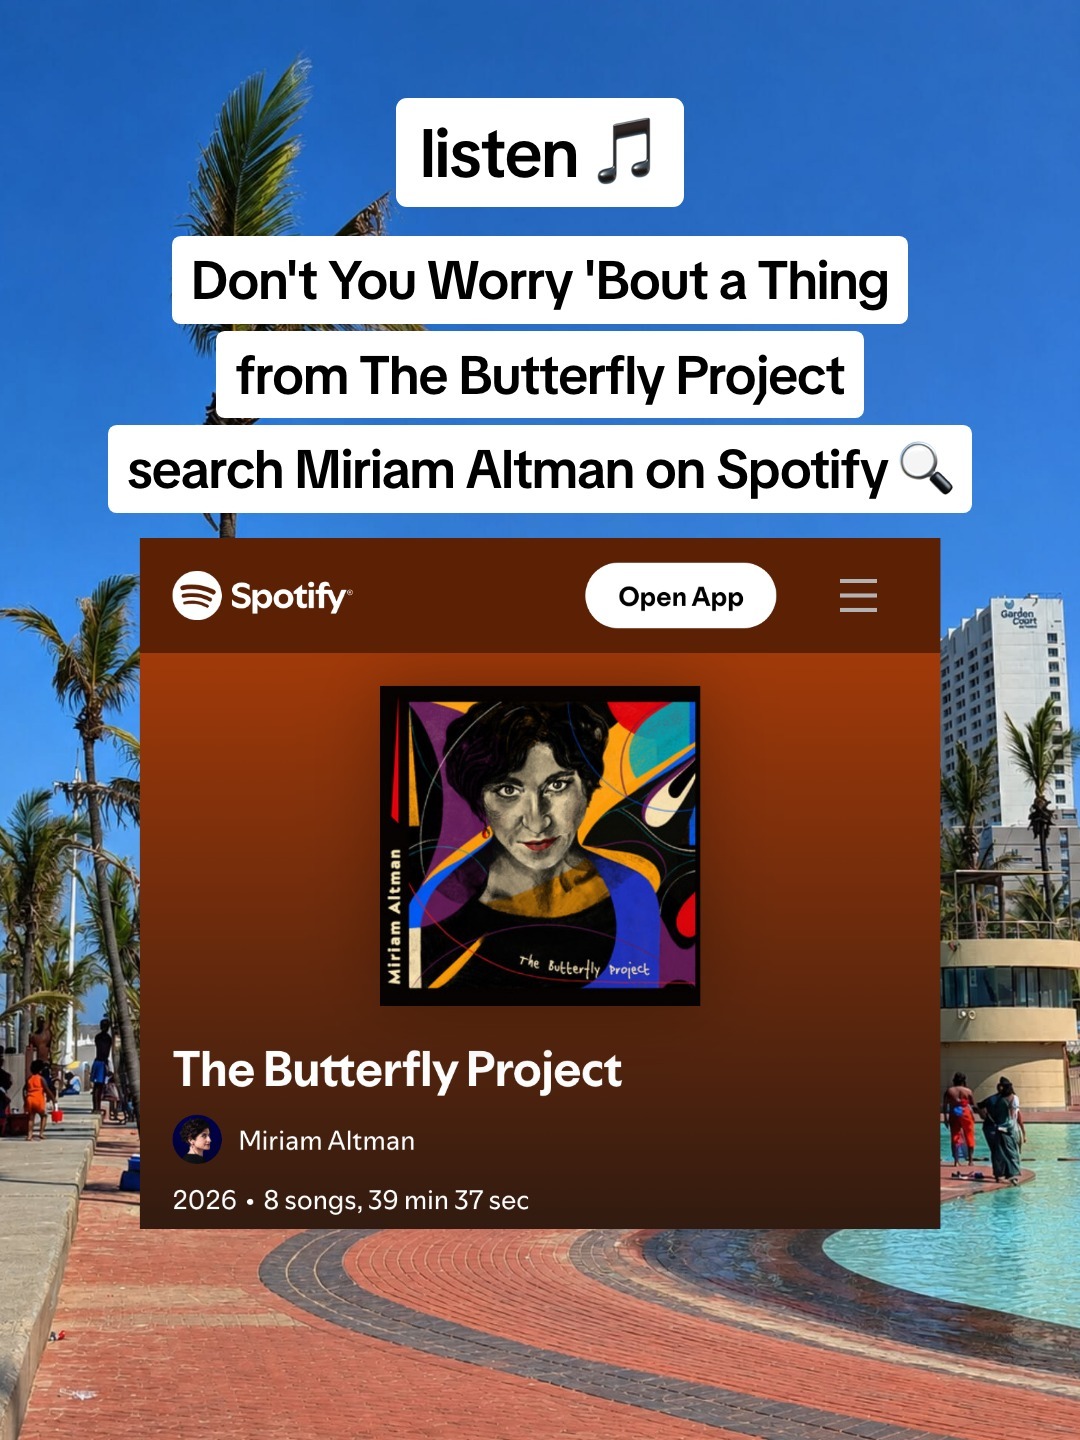 listen 🎵
Don't You Worry 'Bout a Thing
from The Butterfly Project
search Miriam Altman on Spotify 🔍
Spotify®
Open App
Garden
Court
Miriam Altman
The Butterfly Project
The Butterfly Project
Miriam Altman
2026 • 8 songs, 39 min 37 sec